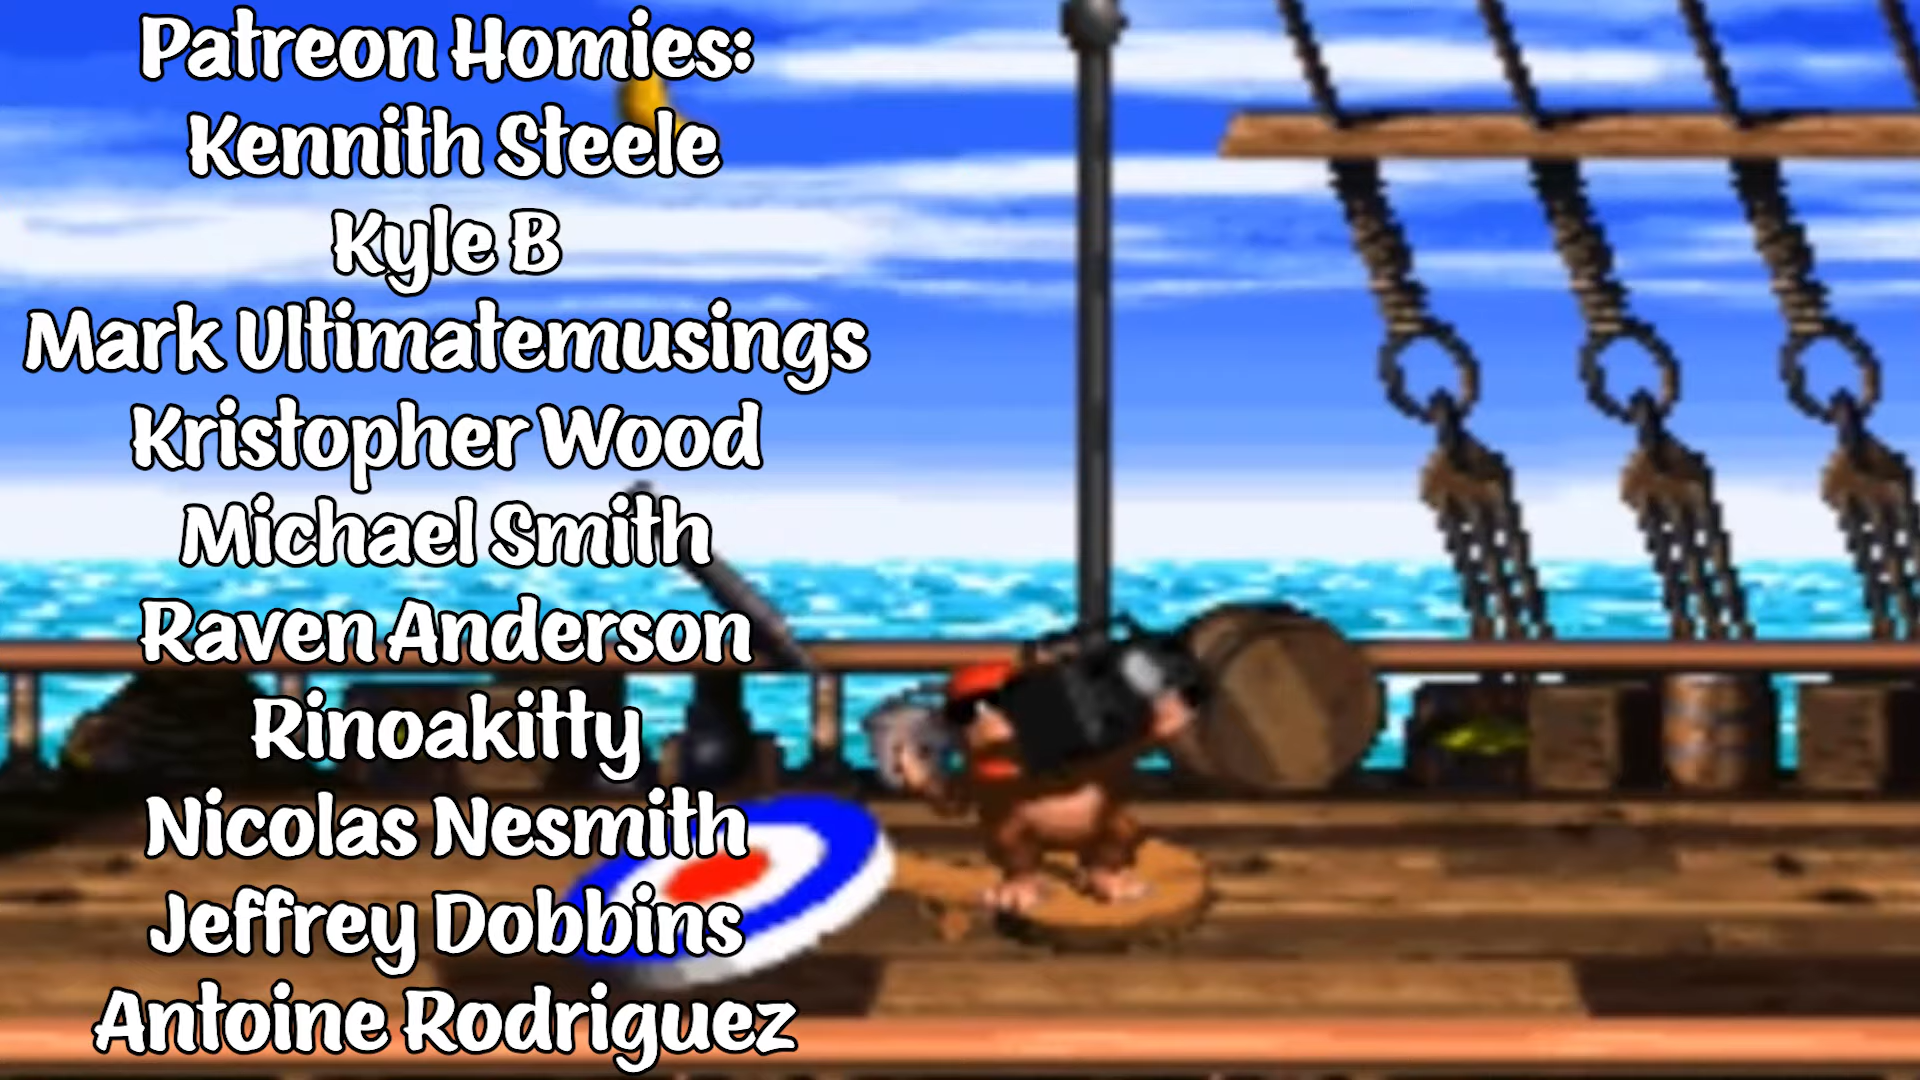 Patreon Homies:
Kennith Steele
Kyle B
Mark Ultimatemusings
Kristopher Wood
Michael Smith
Raven Anderson
Rinoakitty
Nicolas Nesmith
Jeffrey Dobbins
Antoine Rodriguez